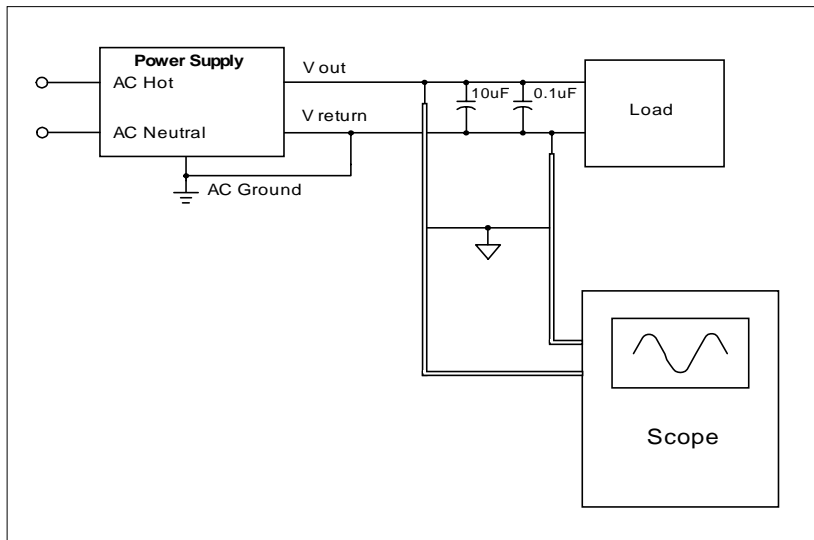 Power Supply
V out
AC Hot
10uF
0.1uF
Load
V return
AC Neutral
AC Ground
Scope